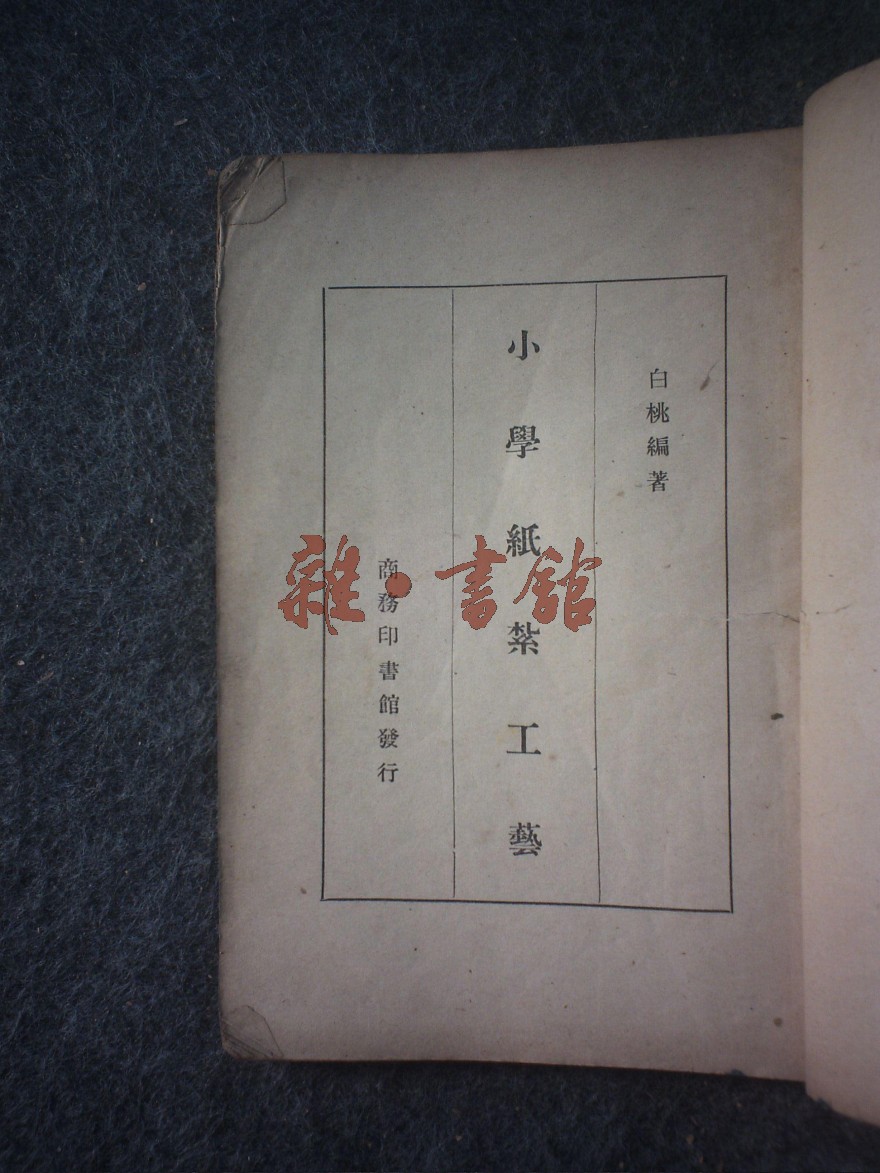 白桃編著
小學紙紮工藝
商務印書館發行
雜·書館